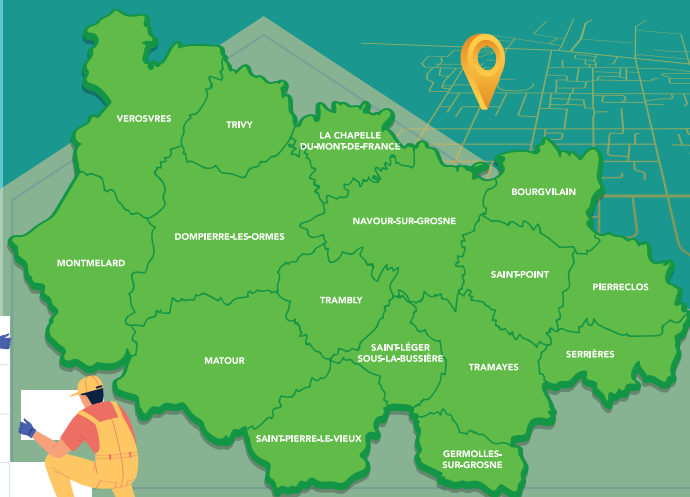 VEROSVRES
TRIVY
LA CHAPELLE
DU-MONT-DE-FRANCE
BOURGVILAIN
NAVOUR-SUR-GROSNE
DOMPIERRE-LES-ORMES
MONTMELARD
SAINT-POINT
PIERRECLOS
TRAMBLY
SAINT-LÉGER
SOUS-LA-BUSSIÈRE
SERRIÈRES
MATOUR
TRAMAYES
SAINT-PIERRE-LE-VIEUX
GERMOLLES-
SUR-GROSNE